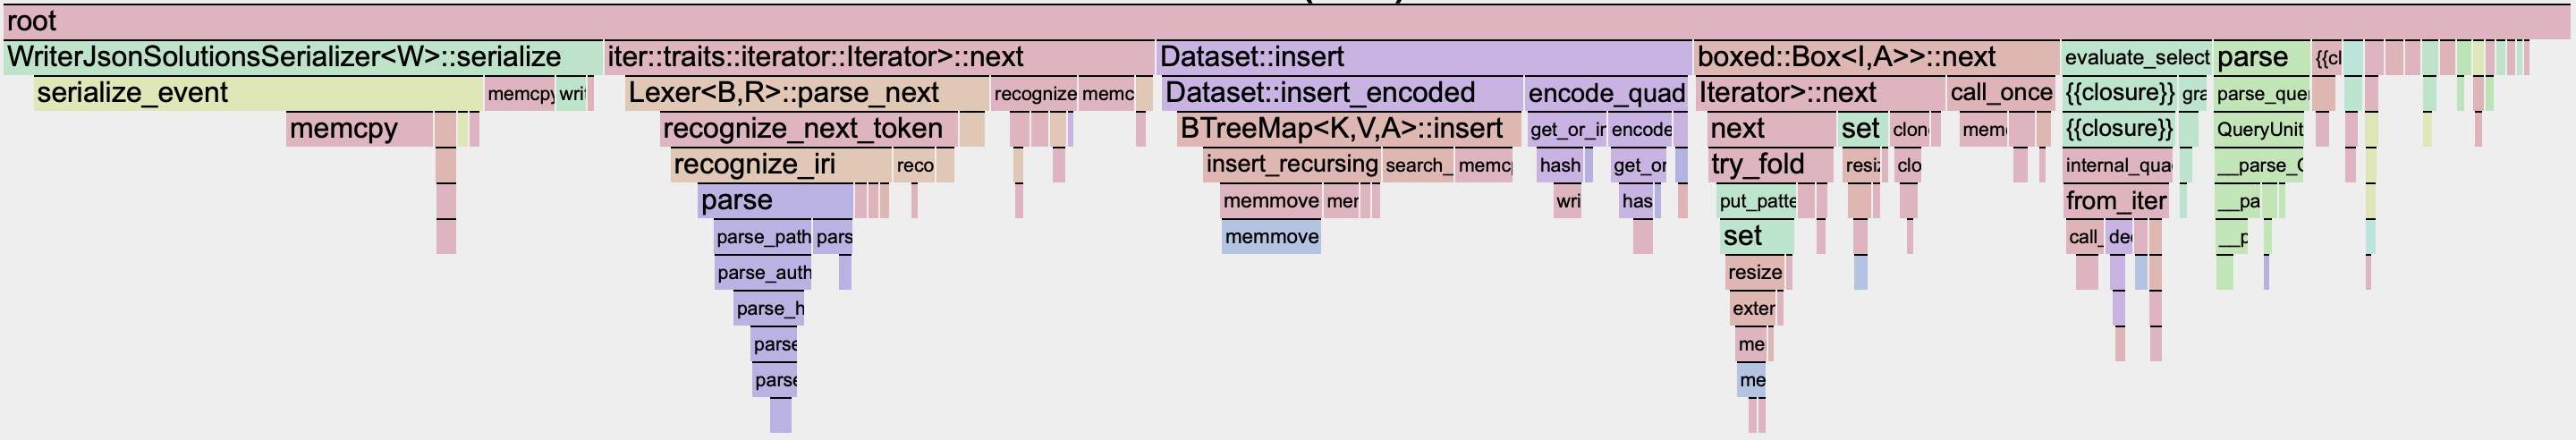 root
WriterJsonSolutionsSerializer<W>::serialize iter::traits::iterator::Iterator>::next Dataset::insert boxed::Box<I,A>>::next evaluate_select parse {{cl
serialize_event memcpy writ Lexer<B,R>::parse_next recognize memc Dataset::insert_encoded encode_quad Iterator>::next call_once {{closure}} gra parse_quer
memcpy recognize_next_token BTreeMap<K,V,A>::insert get_or_in encode next set clon mem {{closure}} QueryUnit
recognize_iri reco insert_recursing search_ memc hash get_or try_fold resiz clo internal_qua __parse_
parse memmove mer wri has put_patte from_iter __pa
parse_path pars memmove set call_ de __p
parse_auth resize
parse_h exter
parse me
parse me